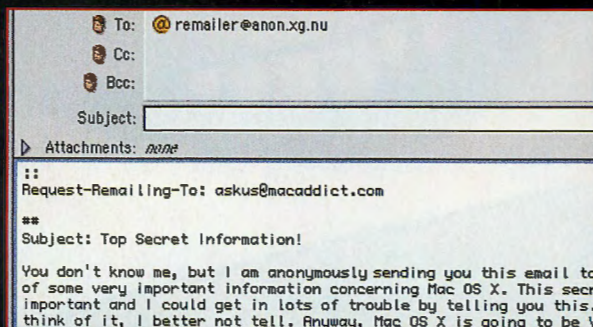 To: remailer@anon.xg.nu
Cc:
Bcc:
Subject:
Attachments: none
::
Request-Remailing-To: askus@macaddict.com
##
Subject: Top Secret Information!
You don't know me, but I am anonymously sending you this email to
of some very important information concerning Mac OS X. This secr
important and I could get in lots of trouble by telling you this.
think of it, I better not tell. Anyway, Mac OS X is going to be